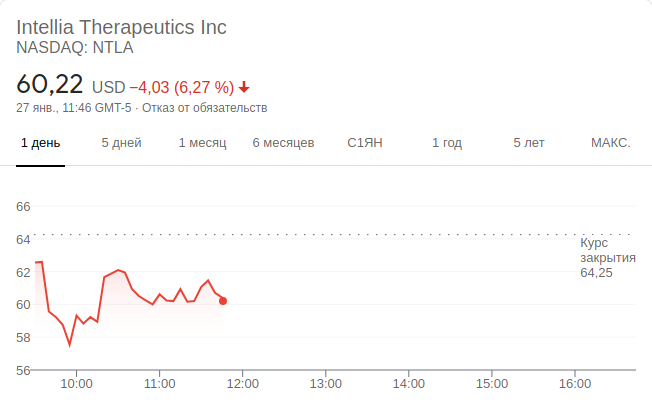 Intellia Therapeutics Inc
NASDAQ: NTLA
60,22 USD −4,03 (6,27 %)
27 янв., 11:46 GMT-5 · Отказ от обязательств
1 день 5 дней 1 месяц 6 месяцев С1ЯН 1 год 5 лет МАКС.
66
64
Курс
закрытия
64,25
62
60
58
56
10:00 11:00 12:00 13:00 14:00 15:00 16:00